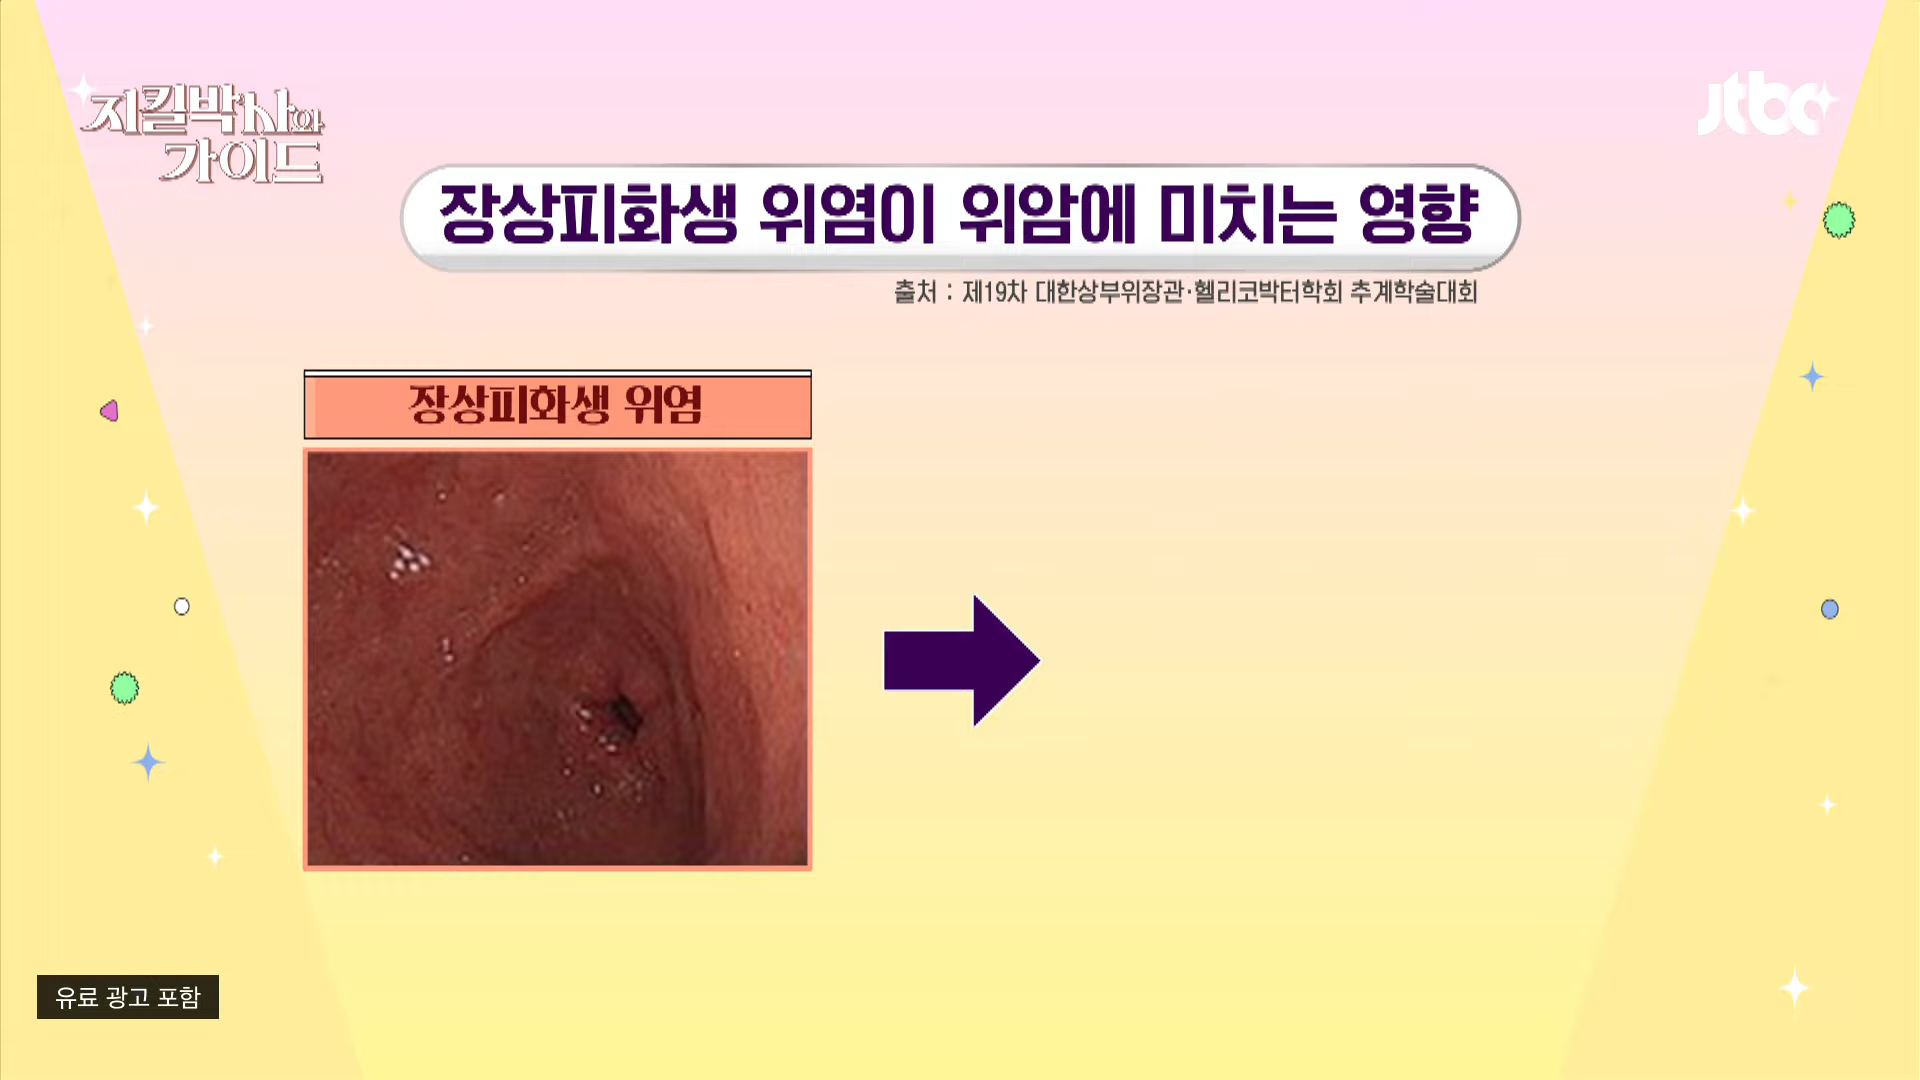 지킬박사와
가이드
jtbc
장상피화생 위염이 위암에 미치는 영향
출처 : 제19차 대한상부위장관·헬리코박터학회 추계학술대회
장상피화생 위염
유료 광고 포함